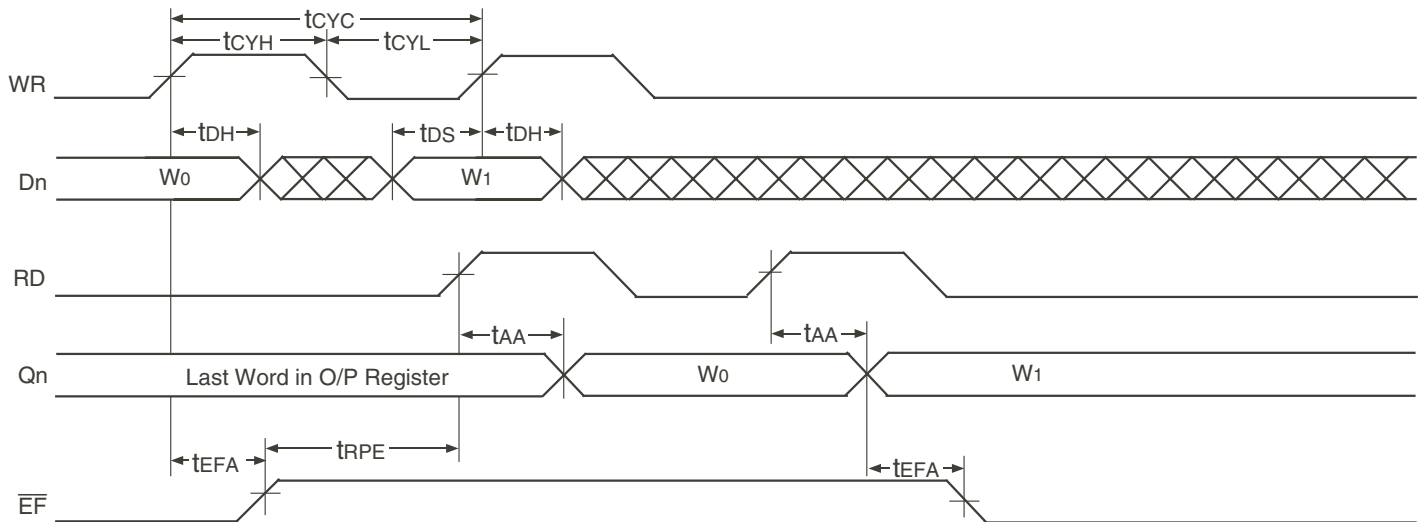 tCYC
tCYH tCYL
WR
tDH tDS tDH
Dn W0 W1
RD
tAA tAA
Qn Last Word in O/P Register W0 W1
tEFA tRPE tEFA
EF